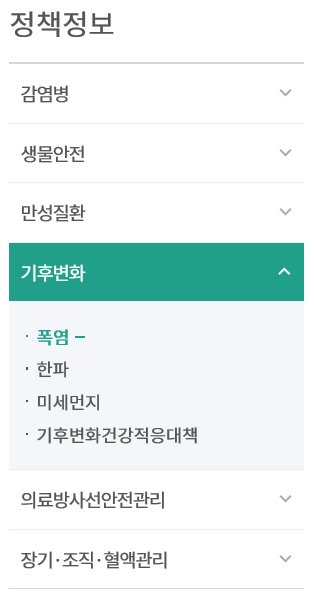 정책정보
감염병
생물안전
만성질환
기후변화
· 폭염 –
· 한파
· 미세먼지
· 기후변화건강적응대책
의료방사선안전관리
장기·조직·혈액관리